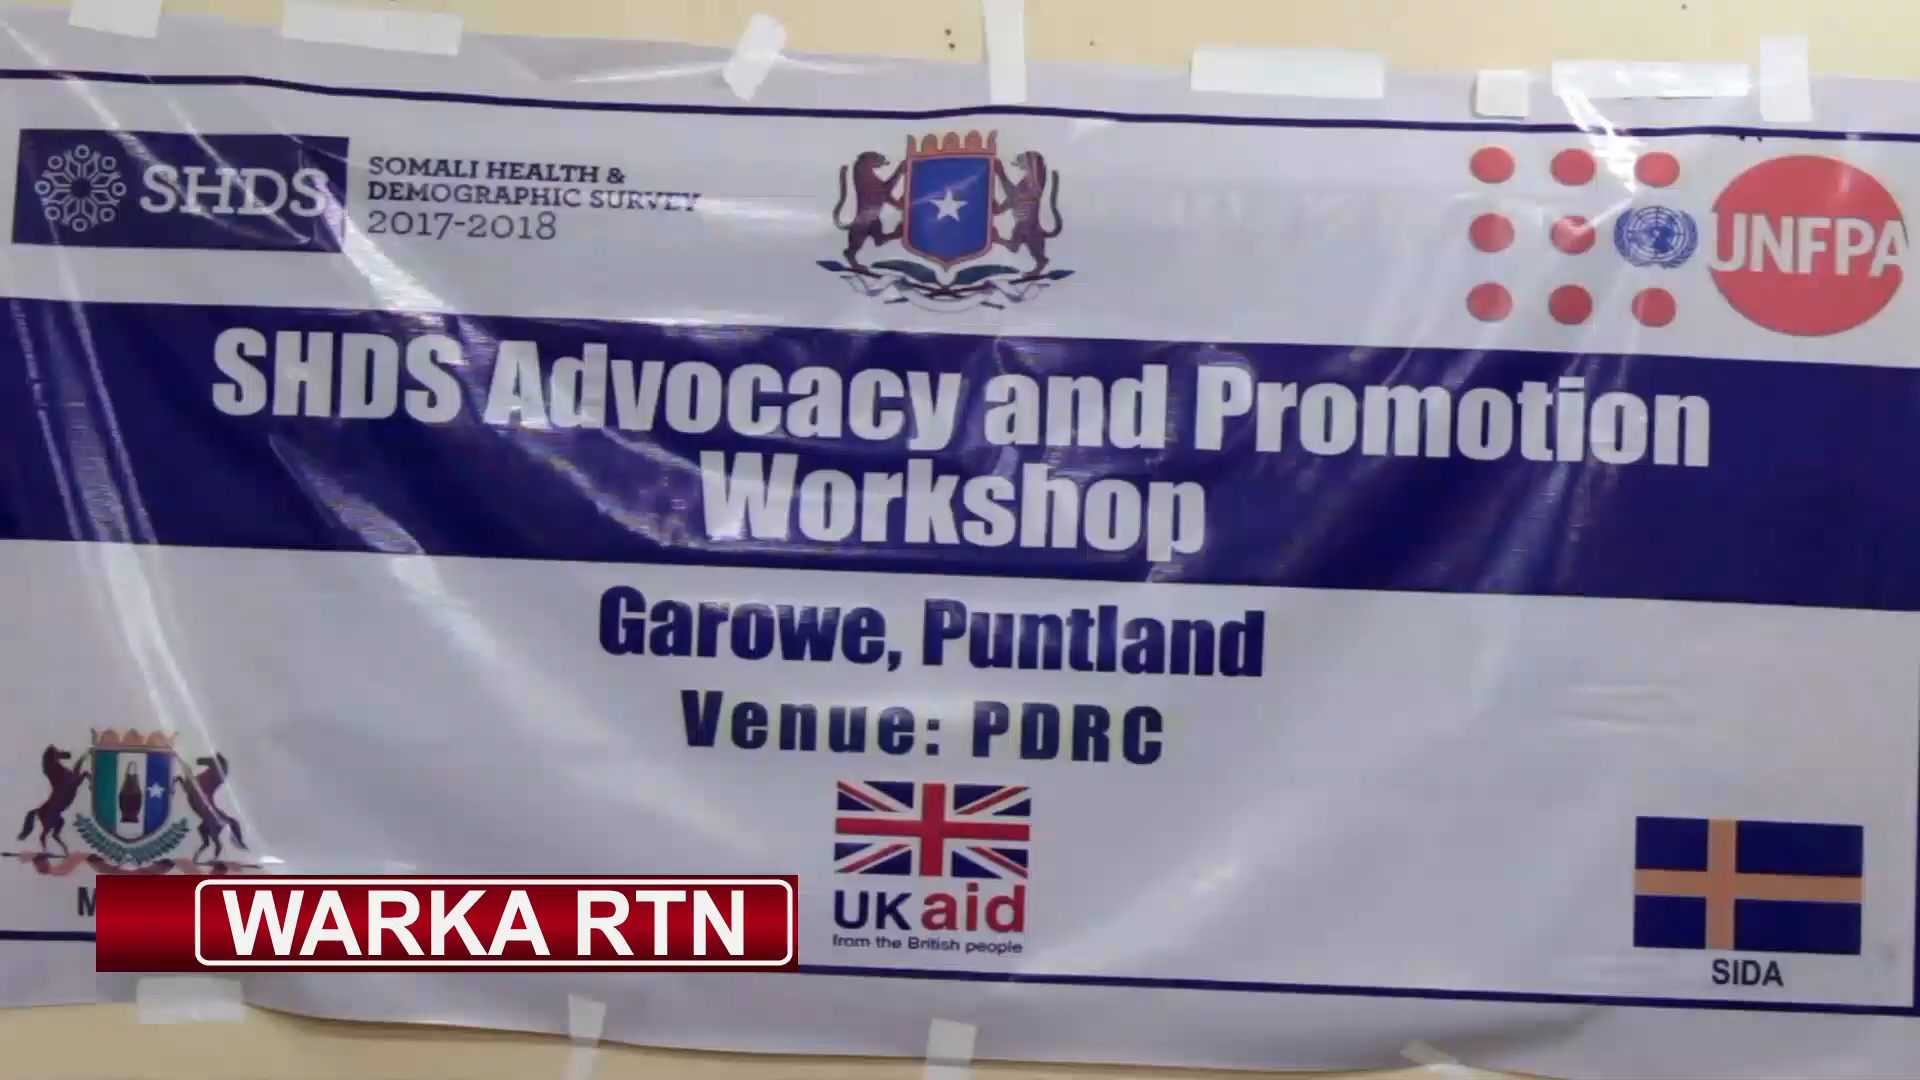 SHDS
SOMALI HEALTH &
DEMOGRAPHIC SURVEY
2017-2018
UNFPA
SHDS Advocacy and Promotion
Workshop
Garowe, Puntland
Venue: PDRC
UKaid
from the British people
SIDA
WARKA RTN